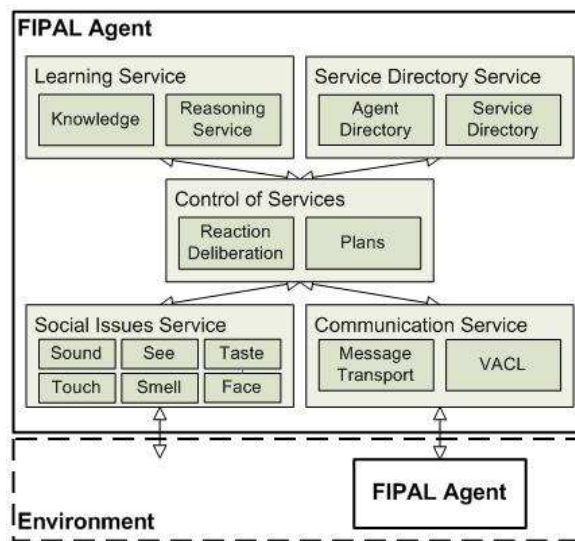 FIPAL Agent
Learning Service
Knowledge
Reasoning
Service
Service Directory Service
Agent
Directory
Service
Directory
Control of Services
Reaction
Deliberation
Plans
Social Issues Service
Sound
See
Taste
Touch
Smell
Face
Communication Service
Message
Transport
VACL
FIPAL Agent
Environment